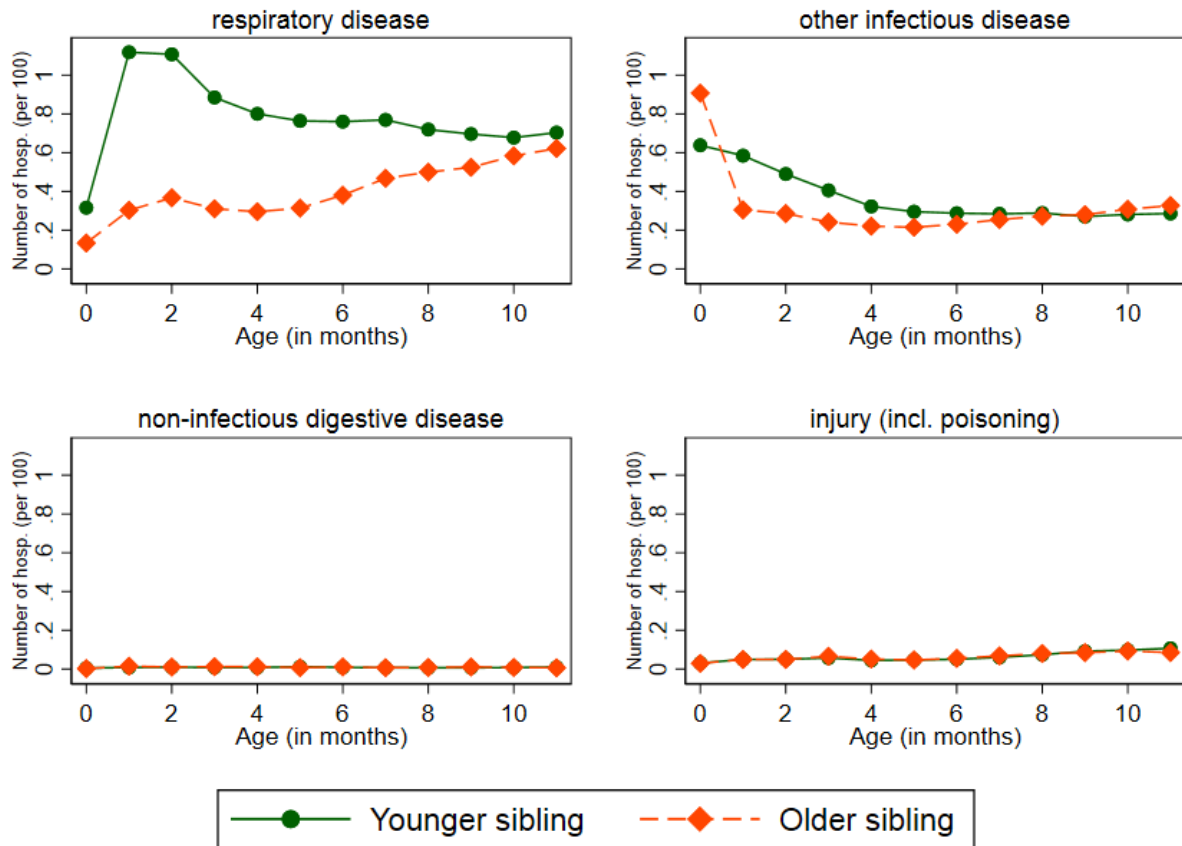 respiratory disease
Number of hosp. (per 100)
0 .2 .4 .6 .8 1
0 2 4 6 8 10
Age (in months)
other infectious disease
Number of hosp. (per 100)
0 .2 .4 .6 .8 1
0 2 4 6 8 10
Age (in months)
non-infectious digestive disease
Number of hosp. (per 100)
0 .2 .4 .6 .8 1
0 2 4 6 8 10
Age (in months)
injury (incl. poisoning)
Number of hosp. (per 100)
0 .2 .4 .6 .8 1
0 2 4 6 8 10
Age (in months)
Younger sibling
Older sibling